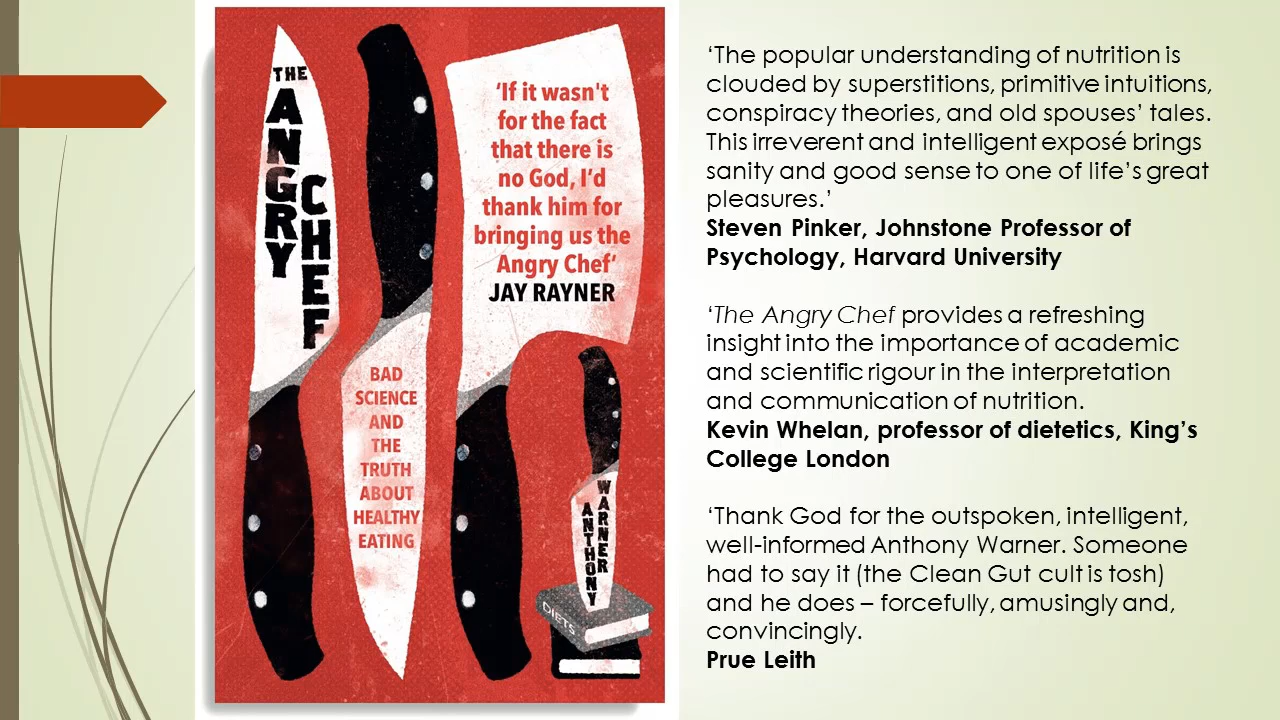 THE
ANGRY
CHEF
BAD
SCIENCE
AND
THE
TRUTH
ABOUT
HEALTHY
EATING
‘If it wasn't
for the fact
that there is
no God, I’d
thank him for
bringing us the
Angry Chef’
JAY RAYNER
ANTHONY
WARNER
DIETS
‘The popular understanding of nutrition is
clouded by superstitions, primitive intuitions,
conspiracy theories, and old spouses’ tales.
This irreverent and intelligent exposé brings
sanity and good sense to one of life’s great
pleasures.’
Steven Pinker, Johnstone Professor of
Psychology, Harvard University
‘The Angry Chef provides a refreshing
insight into the importance of academic
and scientific rigour in the interpretation
and communication of nutrition.
Kevin Whelan, professor of dietetics, King’s
College London
‘Thank God for the outspoken, intelligent,
well-informed Anthony Warner. Someone
had to say it (the Clean Gut cult is tosh)
and he does – forcefully, amusingly and,
convincingly.
Prue Leith